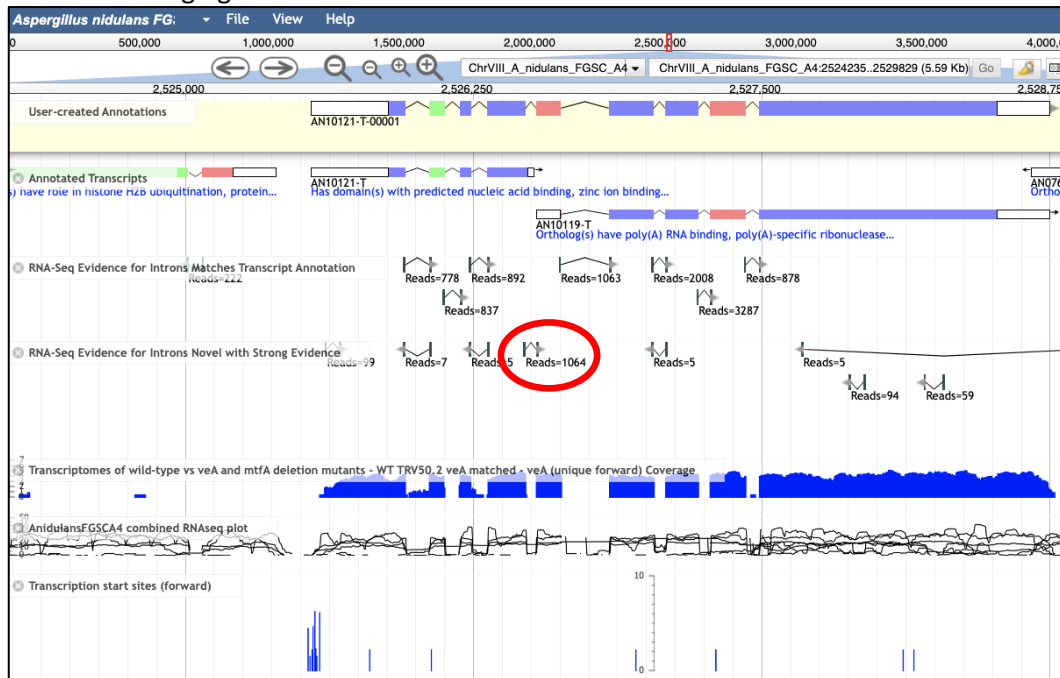 Aspergillus nidulans FG: File View Help
0 500,000 1,000,000 1,500,000 2,000,000 2,500,000 3,000,000 3,500,000 4,000,
ChrVIII_A_nidulans_FGSC_A4 ChrVIII_A_nidulans_FGSC_A4:2524235..2529829 (5.59 Kb) Go
2,525,000 2,526,250 2,527,500 2,528,75
User-created Annotations
AN10121-T-00001
Annotated Transcripts
AN10121-T AN076
s) have role in histone H2B ubiquitination, protein... Has domain(s) with predicted nucleic acid binding, zinc ion binding... Ortho
AN10119-T
Ortholog(s) have poly(A) RNA binding, poly(A)-specific ribonuclease...
RNA-Seq Evidence for Introns Matches Transcript Annotation
Reads=222 Reads=778 Reads=892 Reads=1063 Reads=2008 Reads=878
Reads=837 Reads=3287
RNA-Seq Evidence for Introns Novel with Strong Evidence
Reads=99 Reads=7 Reads=5 Reads=1064 Reads=5 Reads=5
Reads=94 Reads=59
Transcriptomes of wild-type vs veA and mtfA deletion mutants - WT TRV50.2 veA matched - veA (unique forward) Coverage
AnidulansFGSCA4 combined RNAseq plot
Transcription start sites (forward)
10
0